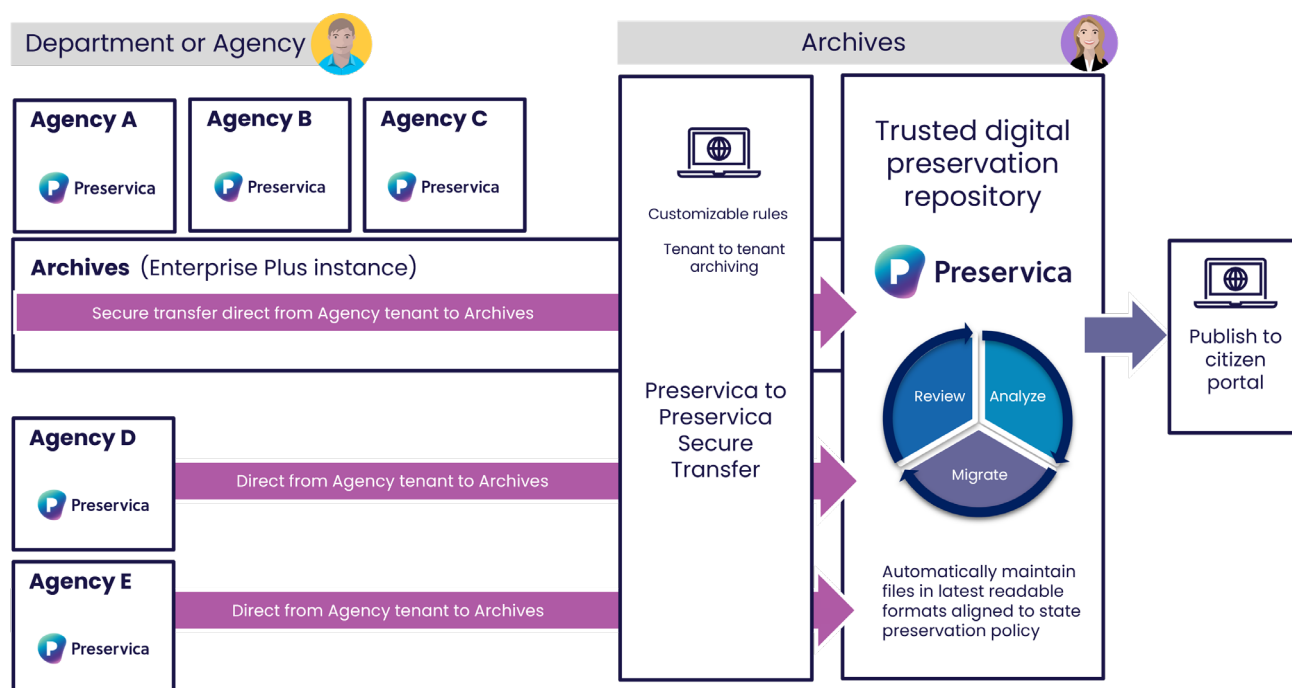 Department or Agency
Archives
Agency A
Preservica
Agency B
Preservica
Agency C
Preservica
Archives (Enterprise Plus instance)
Secure transfer direct from Agency tenant to Archives
Agency D
Preservica
Direct from Agency tenant to Archives
Agency E
Preservica
Direct from Agency tenant to Archives
Customizable rules
Tenant to tenant
archiving
Preservica to
Preservica
Secure
Transfer
Trusted digital
preservation
repository
Preservica
Review
Analyze
Migrate
Automatically maintain
files in latest readable
formats aligned to state
preservation policy
Publish to
citizen
portal